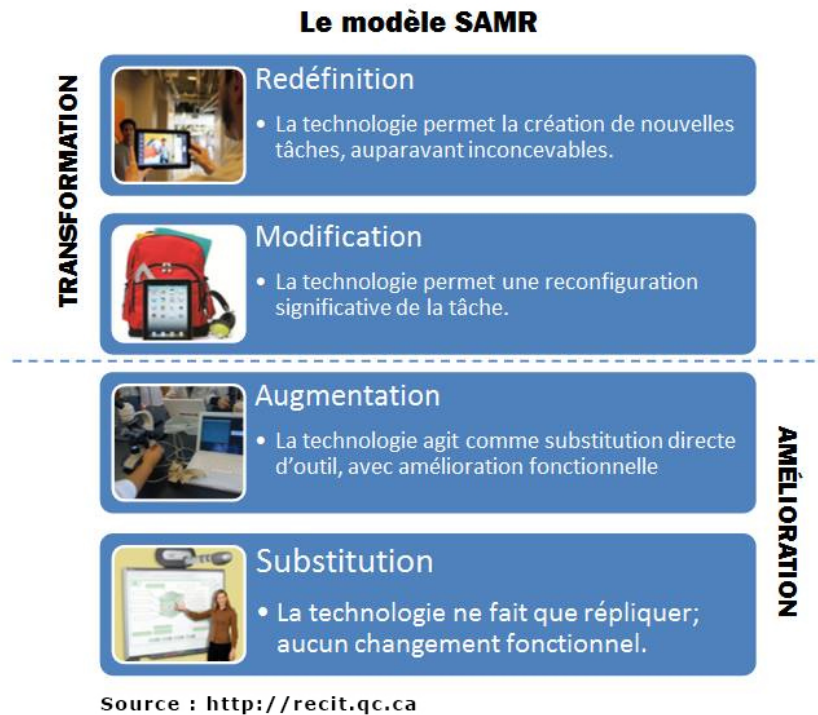 Le modèle SAMR
TRANSFORMATION
Redéfinition
• La technologie permet la création de nouvelles
tâches, auparavant inconcevables.
Modification
• La technologie permet une reconfiguration
significative de la tâche.
AMÉLIORATION
Augmentation
• La technologie agit comme substitution directe
d'outil, avec amélioration fonctionnelle
Substitution
• La technologie ne fait que répliquer;
aucun changement fonctionnel.
Source : http://recit.qc.ca